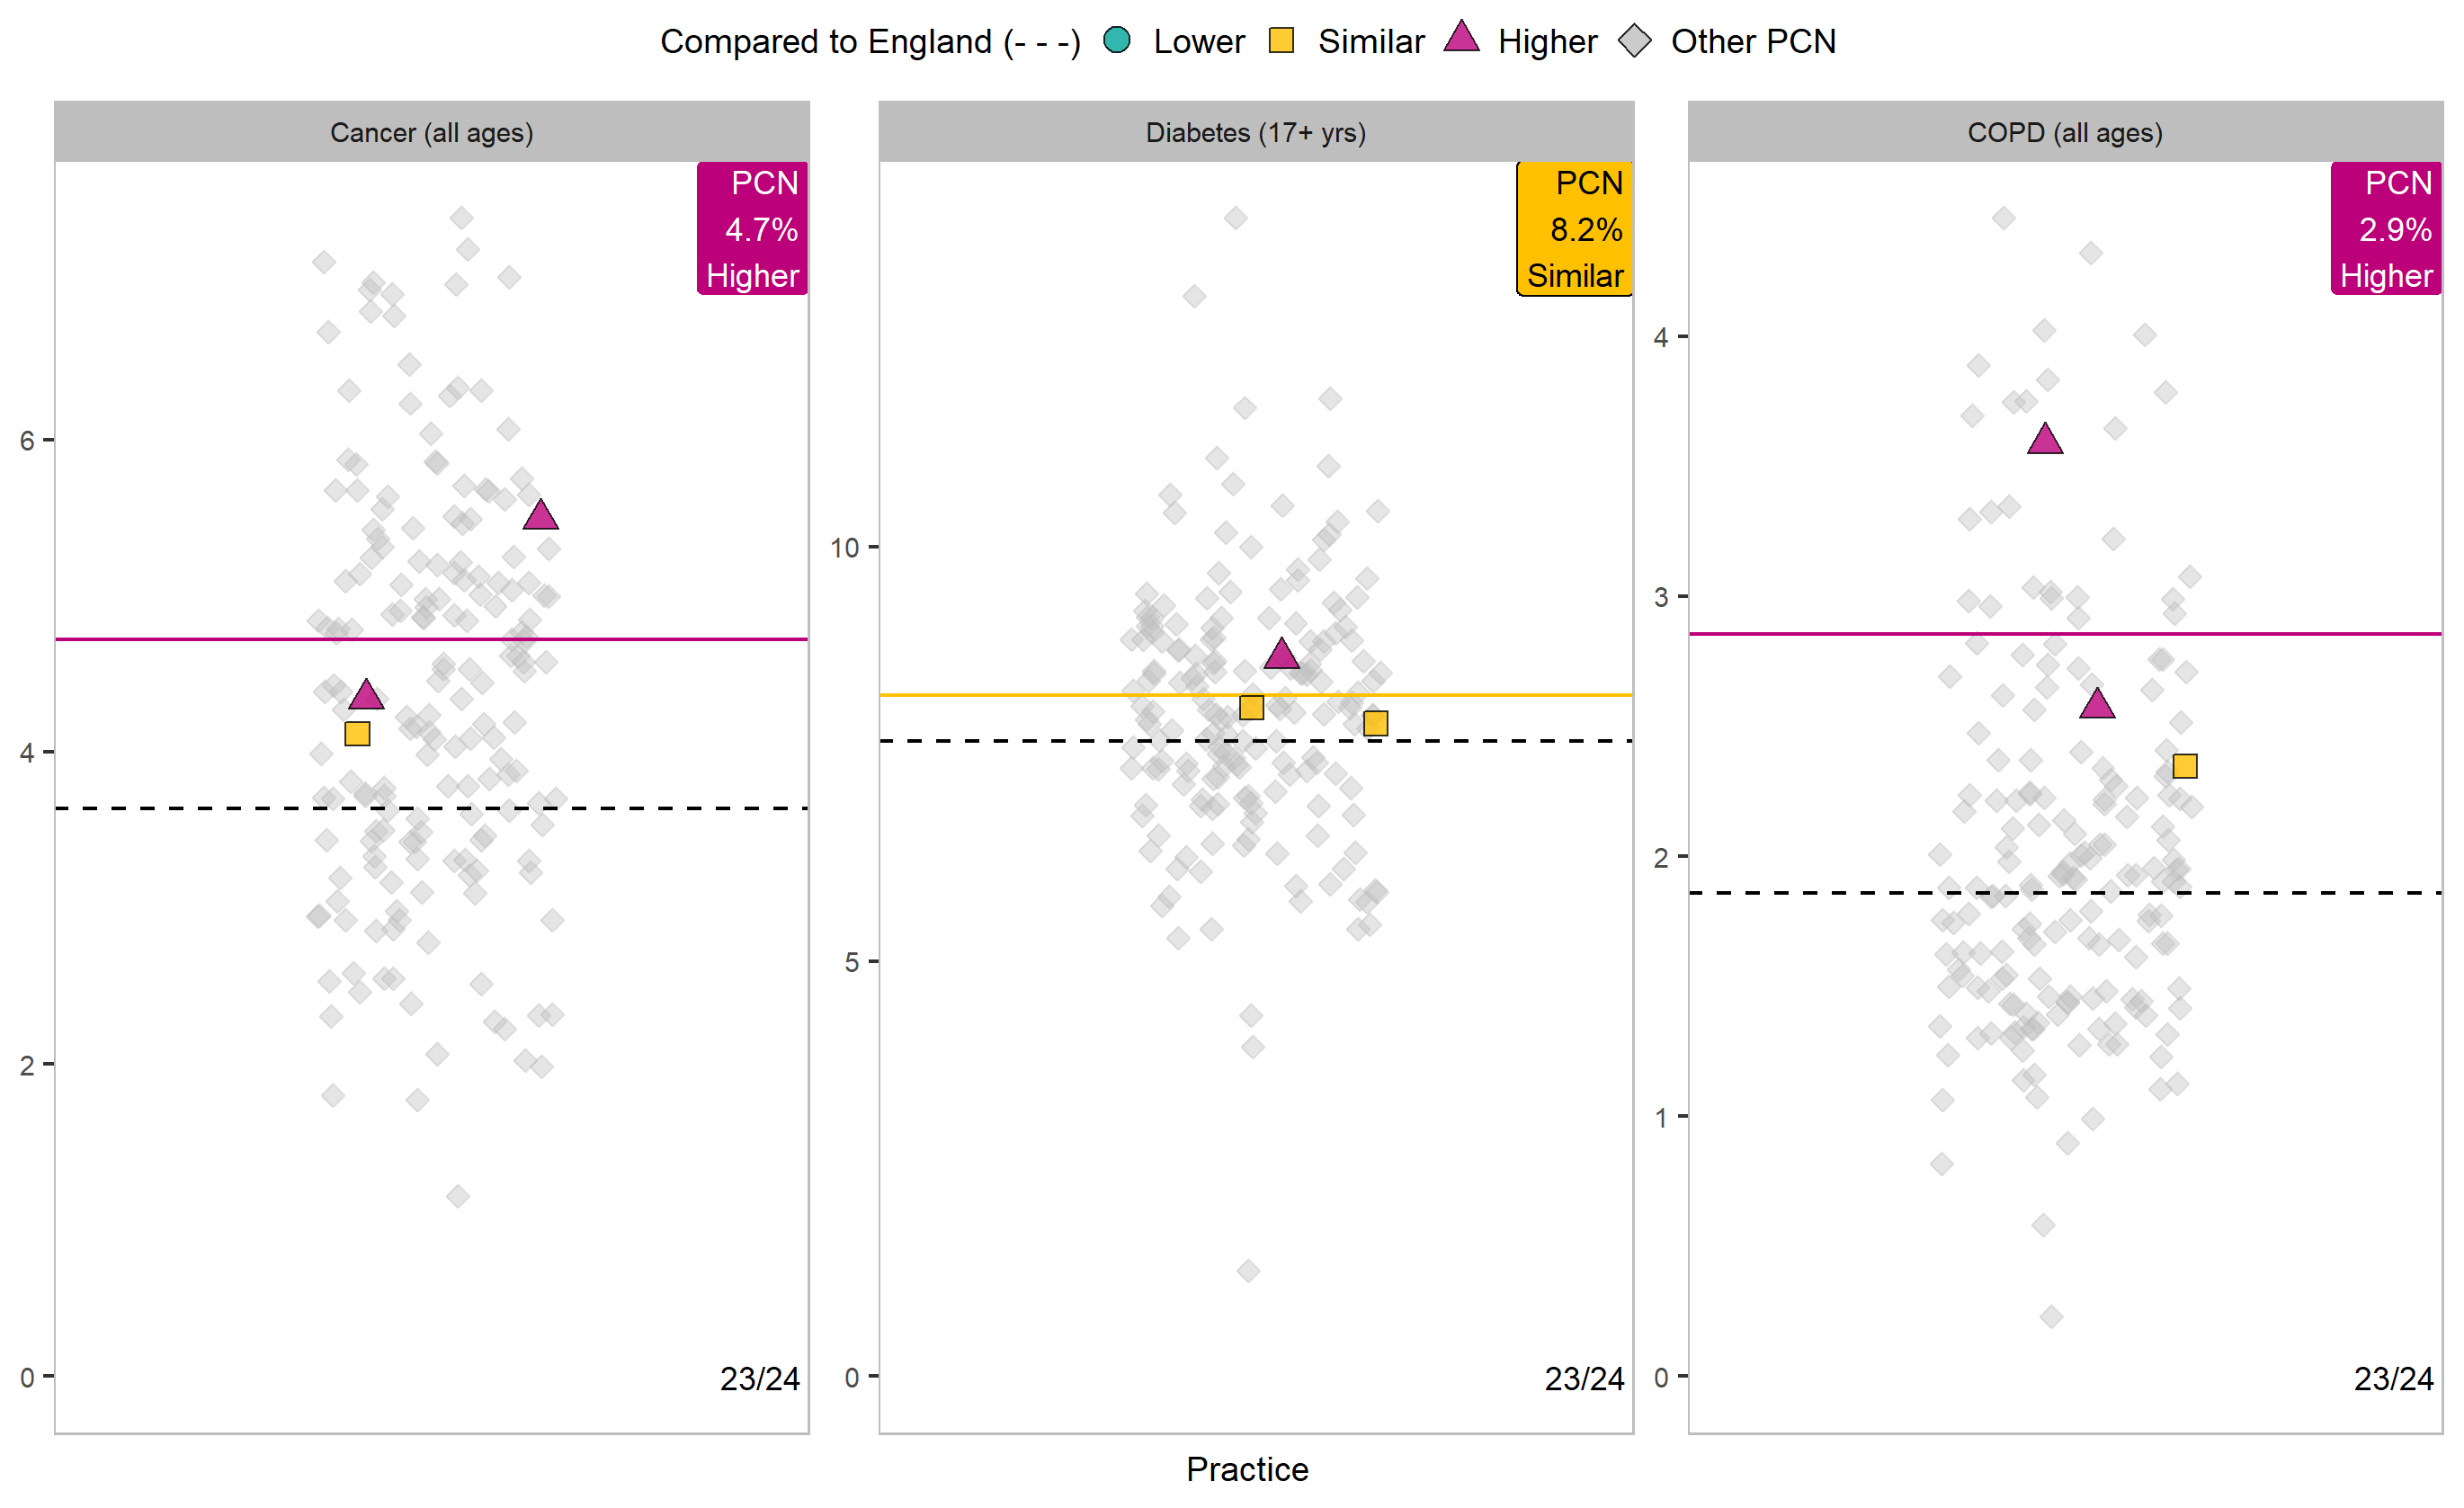 Compared to England (- - -) Lower Similar Higher Other PCN
Cancer (all ages)
PCN
4.7%
Higher
6
4
2
0
23/24
Diabetes (17+ yrs)
PCN
8.2%
Similar
10
5
0
23/24
COPD (all ages)
PCN
2.9%
Higher
4
3
2
1
0
23/24
Practice